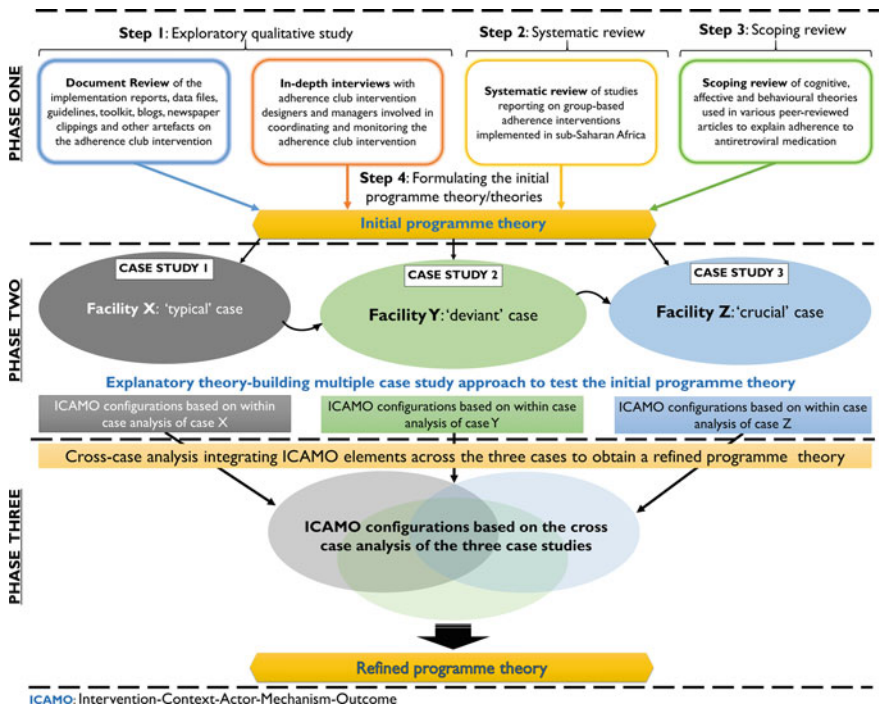 Step 1: Exploratory qualitative study
Step 2: Systematic review
Step 3: Scoping review
PHASE ONE
Document Review of the
implementation reports, data files,
guidelines, toolkit, blogs, newspaper
clippings and other artefacts on
the adherence club intervention
In-depth interviews with
adherence club intervention
designers and managers involved in
coordinating and monitoring the
adherence club intervention
Systematic review of studies
reporting on group-based
adherence interventions
implemented in sub-Saharan Africa
Scoping review of cognitive,
affective and behavioural theories
used in various peer-reviewed
articles to explain adherence to
antiretroviral medication
Step 4: Formulating the initial
programme theory/theories
Initial programme theory
PHASE TWO
CASE STUDY 1
Facility X: 'typical' case
CASE STUDY 2
Facility Y: 'deviant' case
CASE STUDY 3
Facility Z: 'crucial' case
Explanatory theory-building multiple case study approach to test the initial programme theory
ICAMO configurations based on within
case analysis of case X
ICAMO configurations based on within case
analysis of case Y
ICAMO configurations based on within case
analysis of case Z
Cross-case analysis integrating ICAMO elements across the three cases to obtain a refined programme theory
PHASE THREE
ICAMO configurations based on the cross
case analysis of the three case studies
Refined programme theory
ICAMO: Intervention-Context-Actor-Mechanism-Outcome